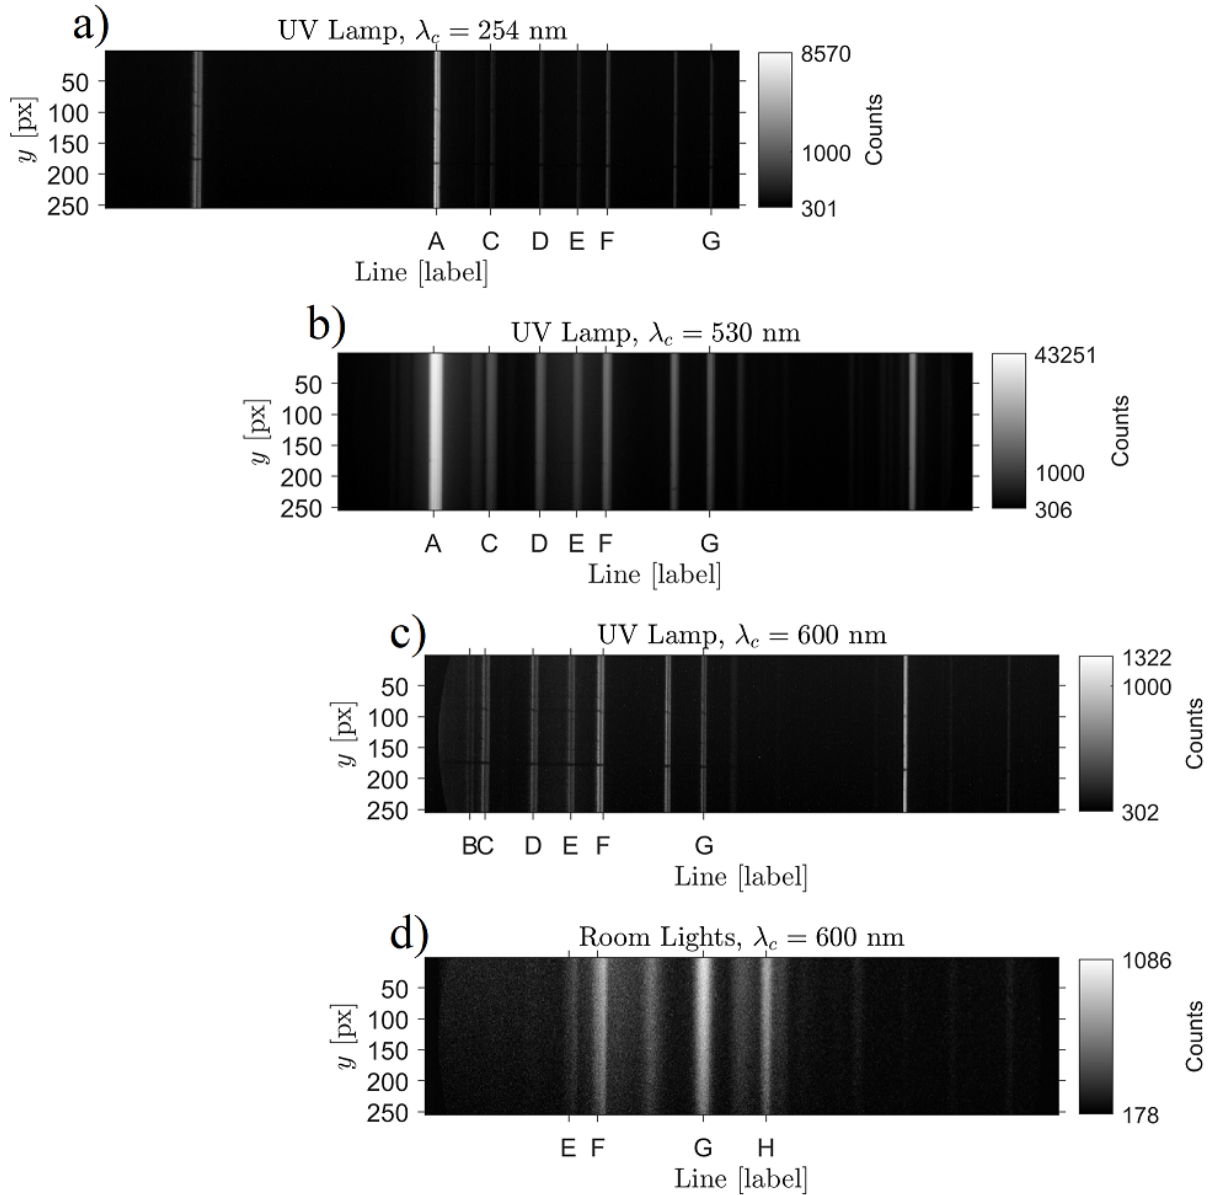 a)
UV Lamp, λc = 254 nm
y [px]
50
100
150
200
250
A C D E F G
Line [label]
8570
1000
301
Counts
b)
UV Lamp, λc = 530 nm
y [px]
50
100
150
200
250
A C D E F G
Line [label]
43251
1000
306
Counts
c)
UV Lamp, λc = 600 nm
y [px]
50
100
150
200
250
B C D E F G
Line [label]
1322
1000
302
Counts
d)
Room Lights, λc = 600 nm
y [px]
50
100
150
200
250
E F G H
Line [label]
1086
178
Counts